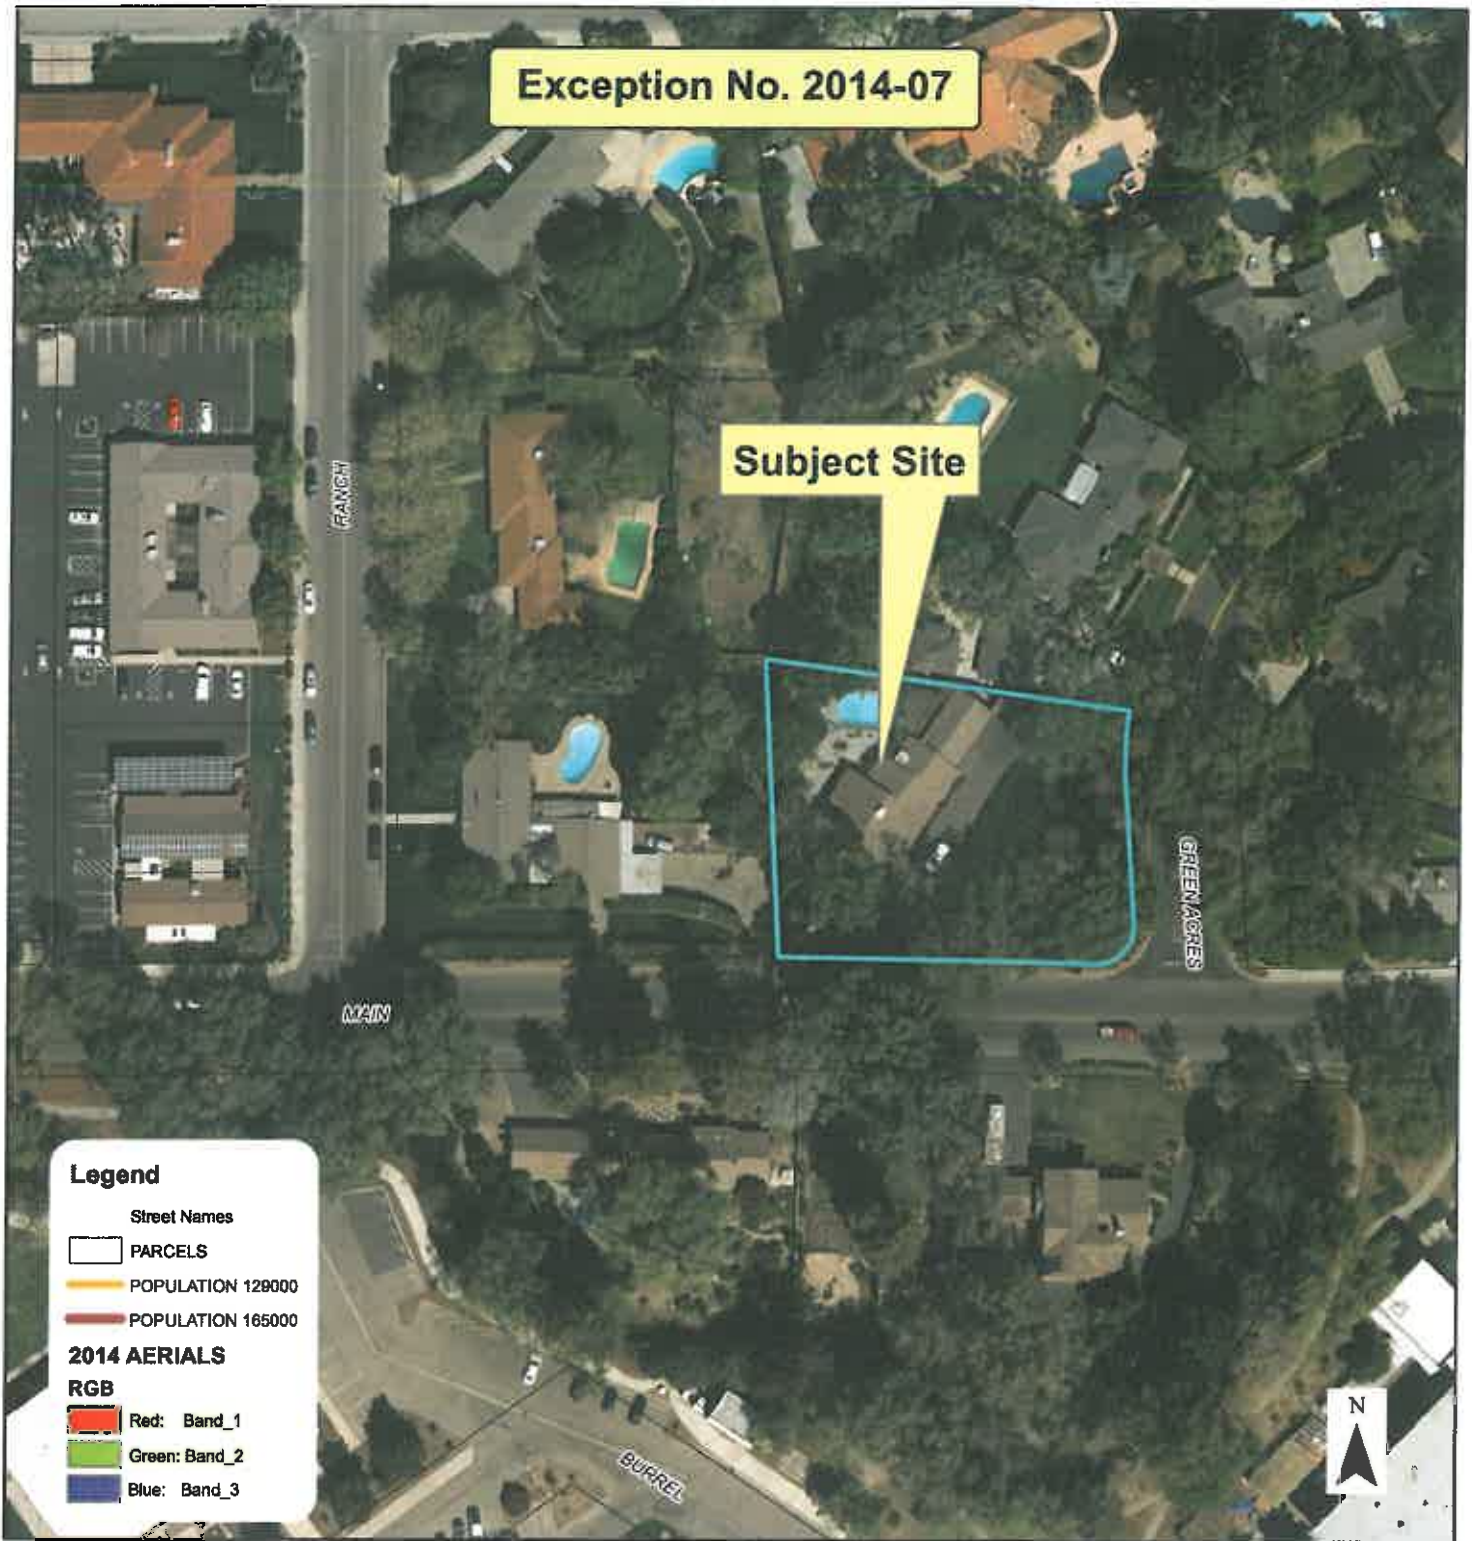 Exception No. 2014-07
Subject Site
RANCH
GREEN ACRES
MAIN
BURREL
Legend
Street Names
PARCELS
POPULATION 129000
POPULATION 165000
2014 AERIALS
RGB
Red: Band_1
Green: Band_2
Blue: Band_3
N